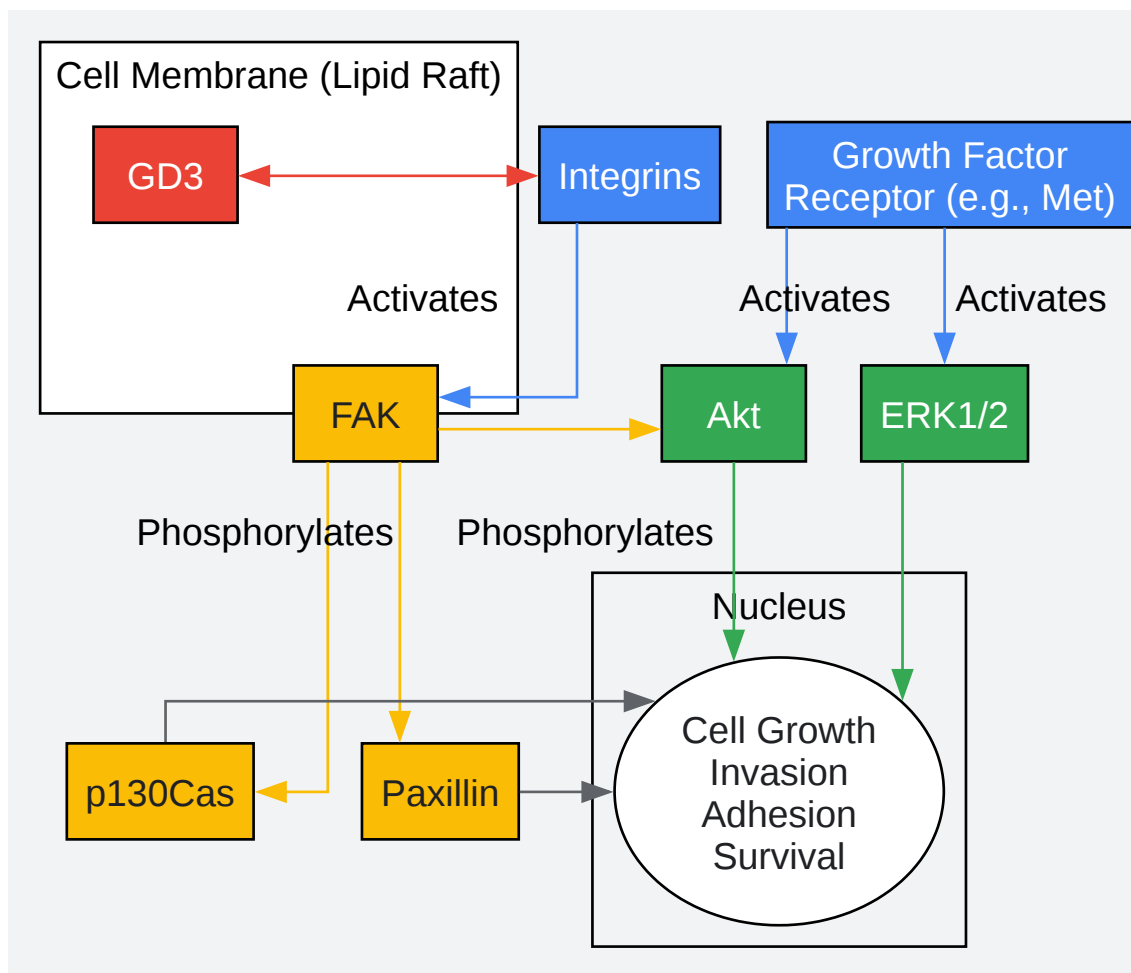 Cell Membrane (Lipid Raft)
GD3
Integrins
Growth Factor
Receptor (e.g., Met)
Activates
Activates
Activates
FAK
Akt
ERK1/2
Phosphorylates
Phosphorylates
Nucleus
p130Cas
Paxillin
Cell Growth
Invasion
Adhesion
Survival